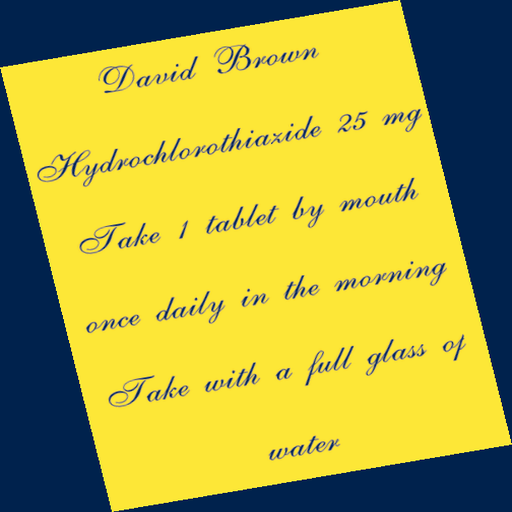 David Brown
Hydrochlorothiazide 25 mg
Take 1 tablet by mouth
once daily in the morning
Take with a full glass of
water